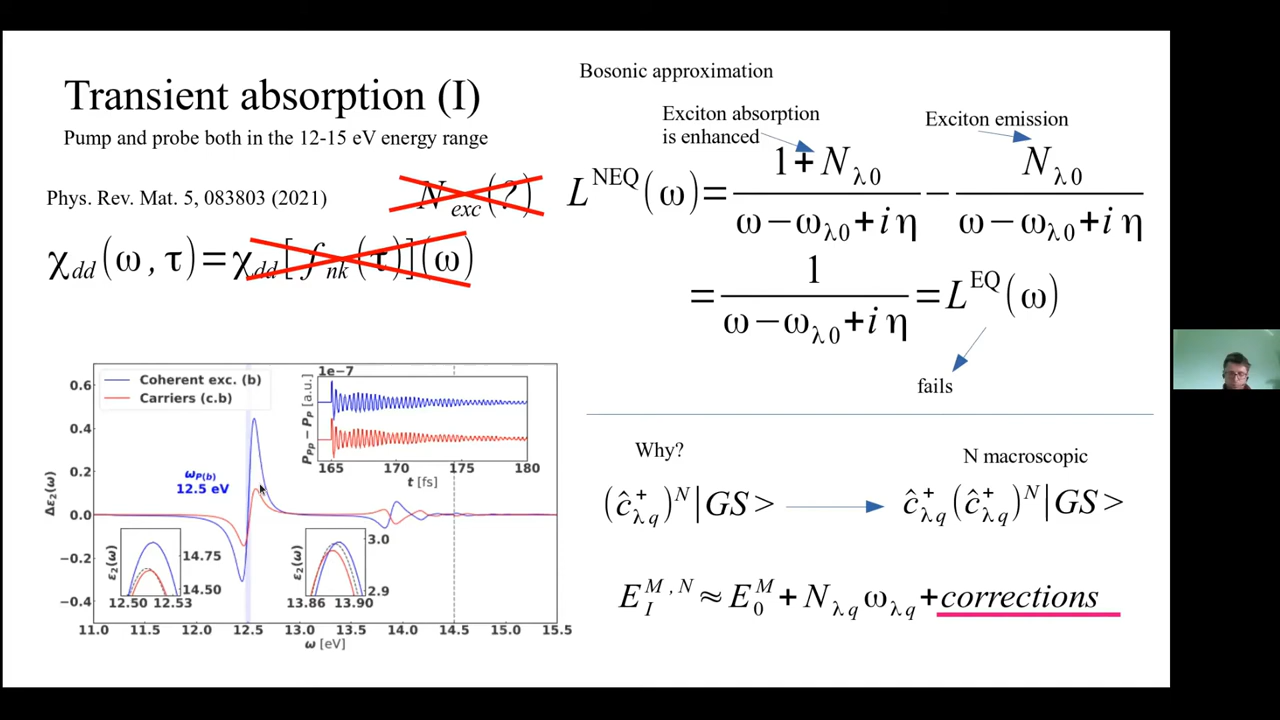 Transient absorption (I)
Pump and probe both in the 12-15 eV energy range
Phys. Rev. Mat. 5, 083803 (2021)
N_exc(?)
χ_dd(ω,τ)=χ_dd[f_nk(τ)](ω)
Bosonic approximation
Exciton absorption
is enhanced
Exciton emission
L^NEQ(ω)=(1+N_λ0)/(ω−ω_λ0+iη)−N_λ0/(ω−ω_λ0+iη)
=1/(ω−ω_λ0+iη)=L^EQ(ω)
fails
Why?
N macroscopic
(ĉ^+_λq)^N|GS>
ĉ^+_λq(ĉ^+_λq)^N|GS>
E_I^M,N≈E_0^M+N_λq ω_λq+corrections
Coherent exc. (b)
Carriers (c.b)
1e−7
P_Pp − P_P [a.u.]
165 170 175 180
t [fs]
ω_P(b)
12.5 eV
Δε₂(ω)
0.6
0.4
0.2
0.0
−0.2
−0.4
ε₂(ω)
14.75
14.50
12.50 12.53
ε₂(ω)
3.0
2.9
13.86 13.90
11.0 11.5 12.0 12.5 13.0 13.5 14.0 14.5 15.0 15.5
ω [eV]